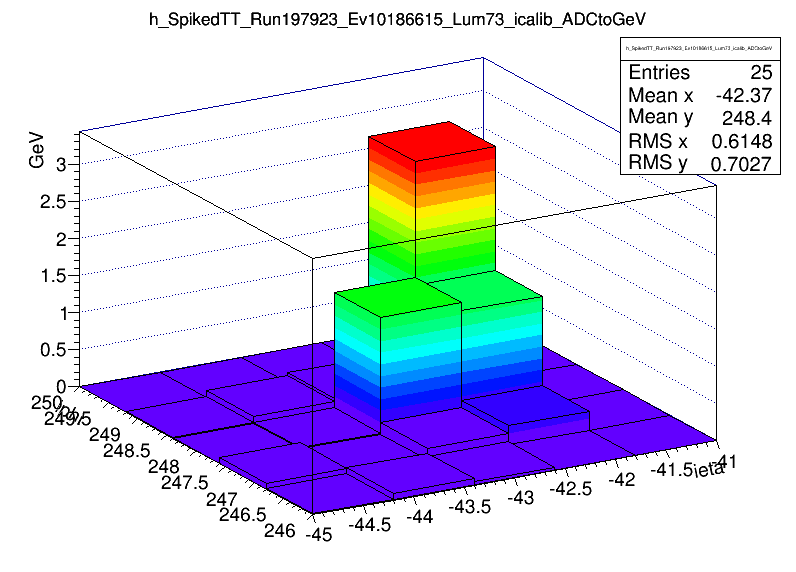 h_SpikedTT_Run197923_Ev10186615_Lum73_icalib_ADCtoGeV
h_SpikedTT_Run197923_Ev10186615_Lum73_icalib_ADCtoGeV
Entries 25
Mean x -42.37
Mean y 248.4
RMS x 0.6148
RMS y 0.7027
GeV
3
2.5
2
1.5
1
0.5
0
250
249.5
249
248.5
248
247.5
247
246.5
246
-45
-44.5
-44
-43.5
-43
-42.5
-42
-41.5
-41
ieta